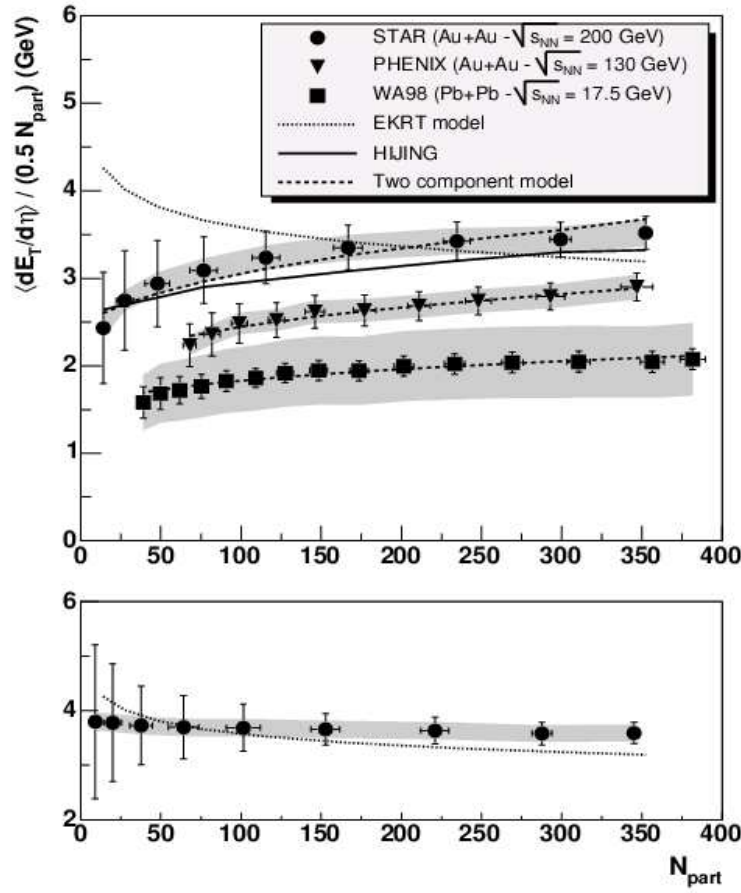 ⟨dE_T/dη⟩ / (0.5 N_part) (GeV)
STAR (Au+Au - √s_NN = 200 GeV)
PHENIX (Au+Au - √s_NN = 130 GeV)
WA98 (Pb+Pb - √s_NN = 17.5 GeV)
EKRT model
HIJING
Two component model
6
5
4
3
2
1
0
0 50 100 150 200 250 300 350 400
6
4
2
0 50 100 150 200 250 300 350 400
N_part